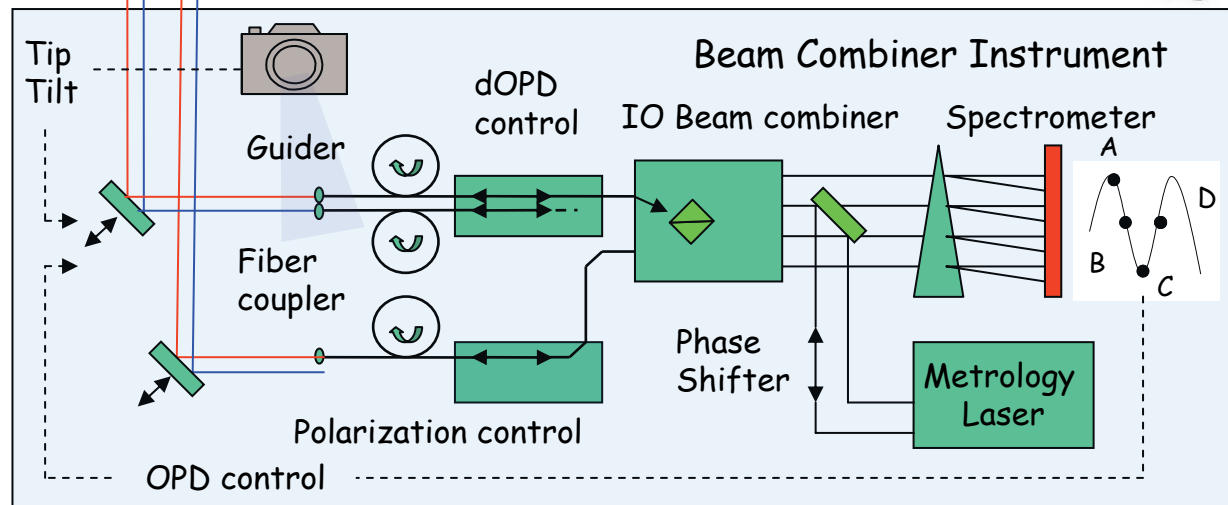 Beam Combiner Instrument
Tip
Tilt
dOPD
control
IO Beam combiner
Spectrometer
Guider
A
B
C
D
Fiber
coupler
Phase
Shifter
Metrology
Laser
Polarization control
OPD control